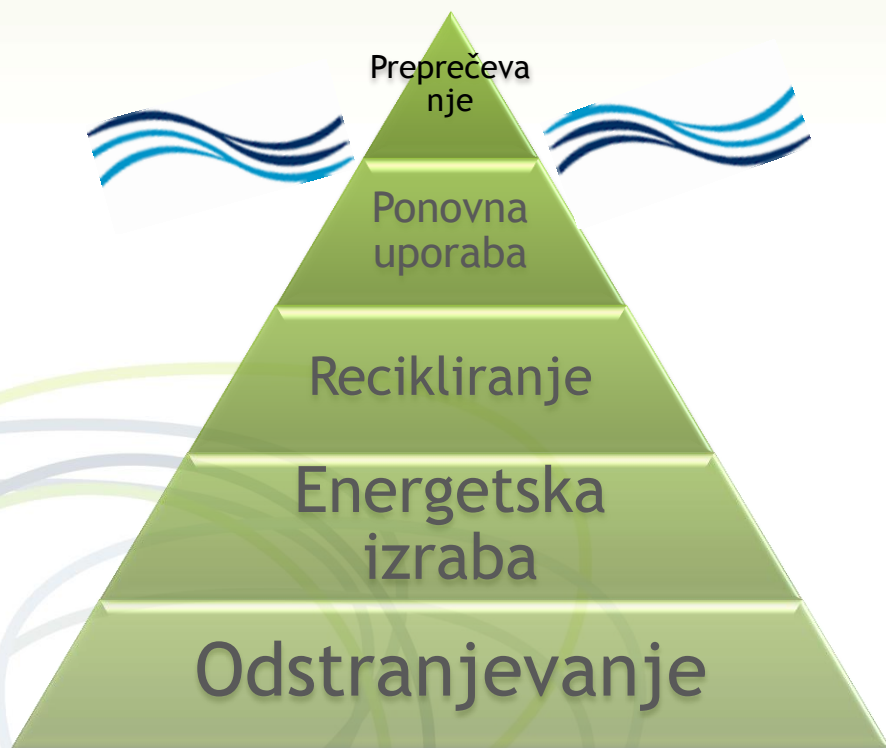 Preprečeva
nje
Ponovna
uporaba
Recikliranje
Energetska
izraba
Odstranjevanje